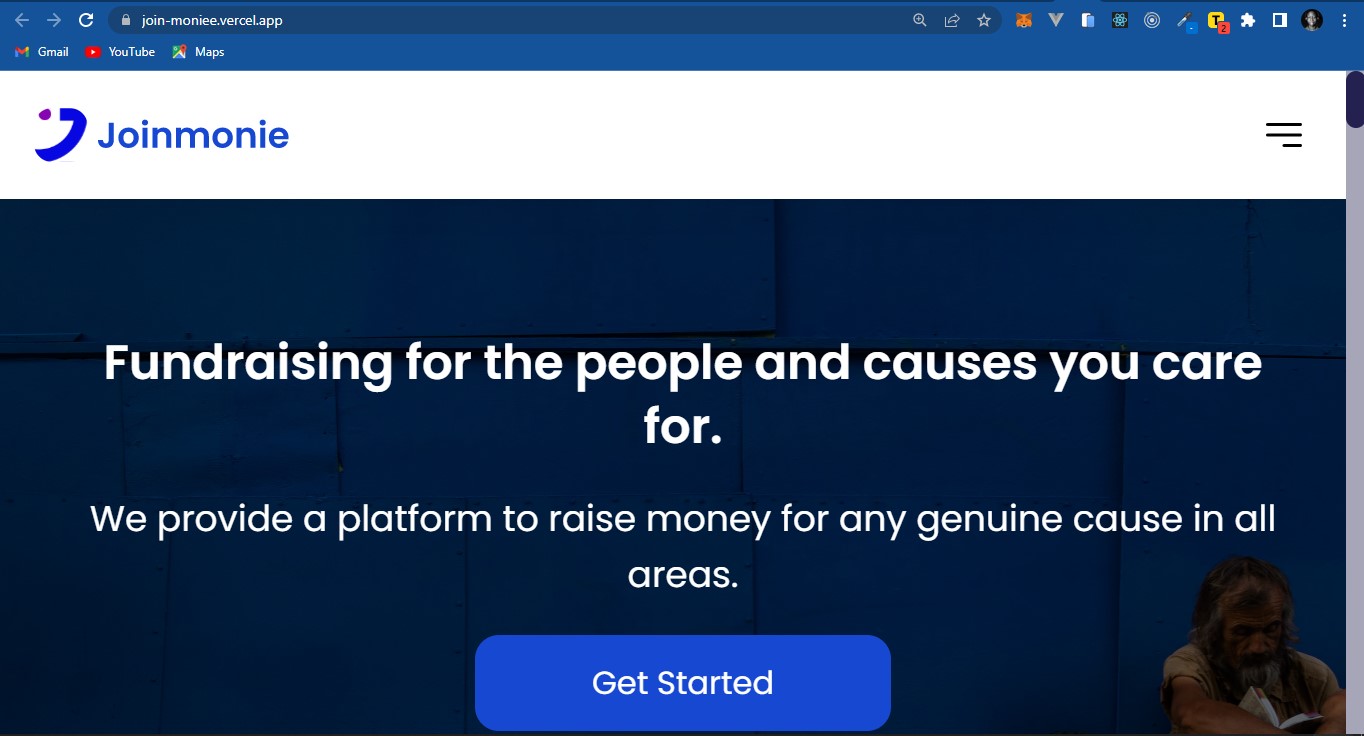 join-moniee.vercel.app
2
Gmail
YouTube
Maps
Joinmonie
Fundraising for the people and causes you care
for.
We provide a platform to raise money for any genuine cause in all
areas.
Get Started